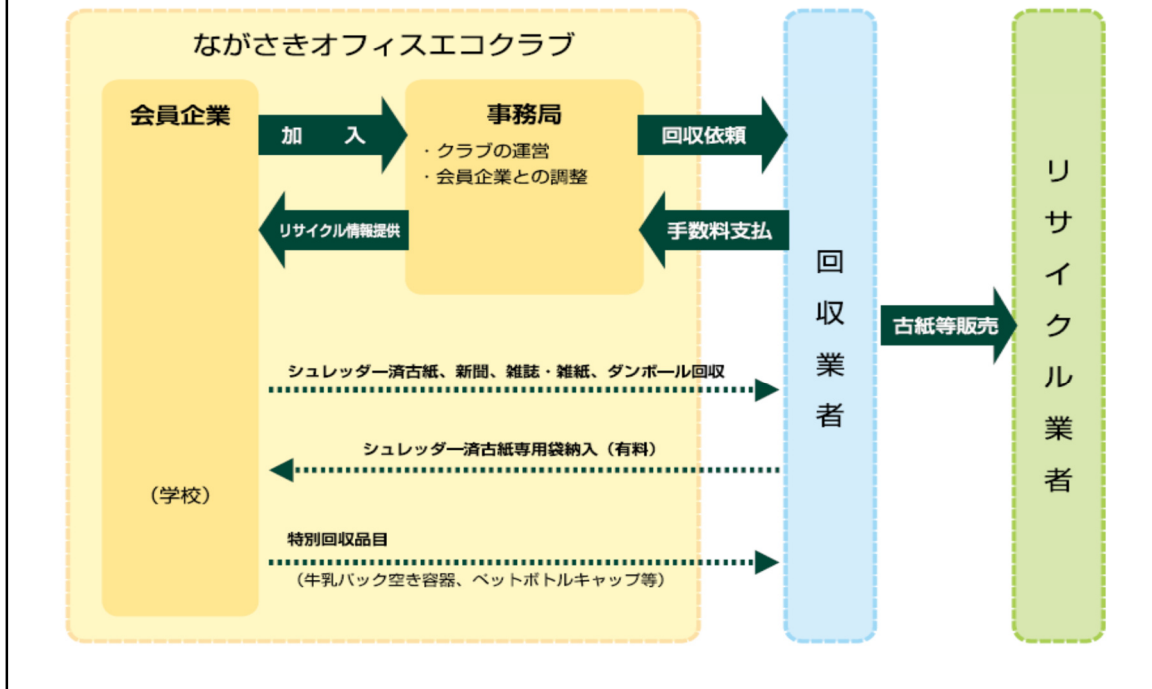 ながさきオフィスエコクラブ
会員企業
加 入
事務局
・クラブの運営
・会員企業との調整
回収依頼
リサイクル情報提供
手数料支払
回収業者
古紙等販売
リサイクル業者
シュレッダー済古紙、新聞、雑誌・雑紙、ダンボール回収
シュレッダー済古紙専用袋納入（有料）
（学校）
特別回収品目
（牛乳パック空き容器、ペットボトルキャップ等）